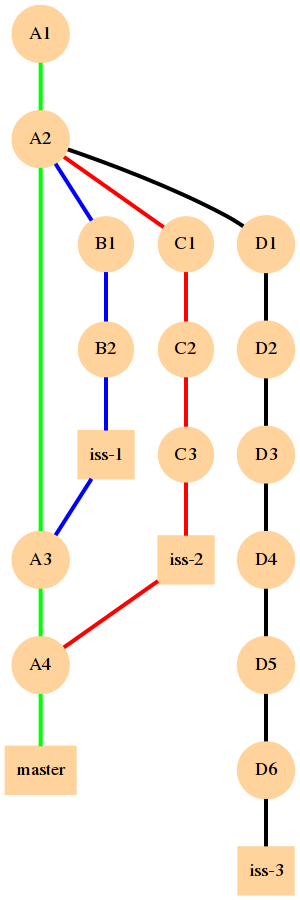 A1
A2
B1
C1
D1
B2
C2
D2
iss-1
C3
D3
A3
iss-2
D4
A4
D5
master
D6
iss-3